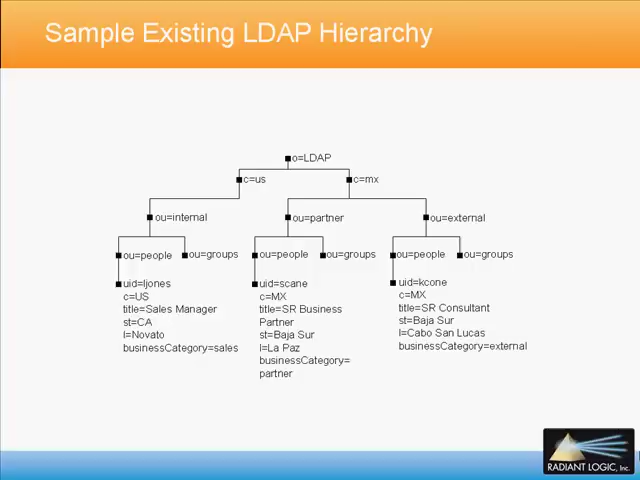 Sample Existing LDAP Hierarchy
o=LDAP
c=us
c=mx
ou=internal
ou=partner
ou=external
ou=people
ou=groups
ou=people
ou=groups
ou=people
ou=groups
uid=ljones
c=US
title=Sales Manager
st=CA
l=Novato
businessCategory=sales
uid=scane
c=MX
title=SR Business
Partner
st=Baja Sur
l=La Paz
businessCategory=
partner
uid=kcone
c=MX
title=SR Consultant
st=Baja Sur
l=Cabo San Lucas
businessCategory=external
RADIANT LOGIC, Inc.